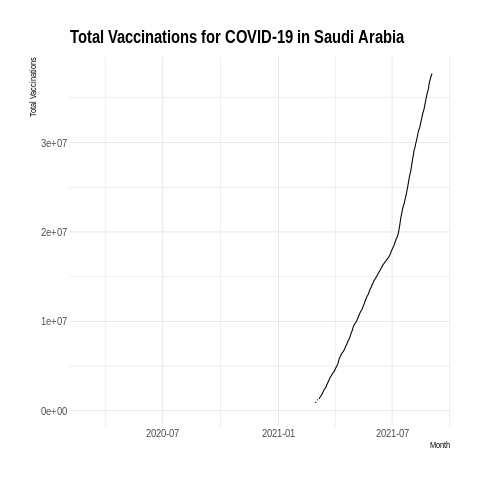 Total Vaccinations for COVID-19 in Saudi Arabia
Total Vaccinations
3e+07
2e+07
1e+07
0e+00
2020-07 2021-01 2021-07
Month